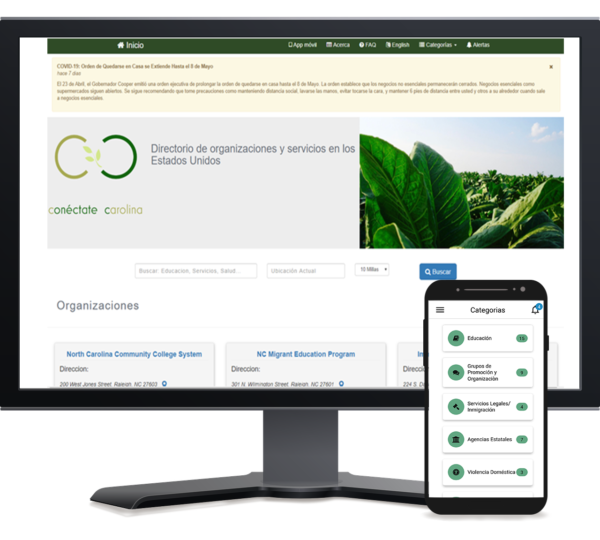 Inicio
App móvil Acerca FAQ English Categorías Alertas
COVID-19: Orden de Quedarse en Casa se Extiende Hasta el 8 de Mayo
hace 7 días
El 23 de Abril, el Gobernador Cooper emitió una orden ejecutiva de prolongar la orden de quedarse en casa hasta el 8 de Mayo. La orden establece que los negocios no esenciales permanecerán cerrados. Negocios esenciales como
supermercados siguen abiertos. Se sigue recomendando que tome precauciones como manteniendo distancia social, lavarse las manos, evitar tocarse la cara, y mantener 6 pies de distancia entre usted y otros a su alrededor cuando sale
a negocios esenciales.
Directorio de organizaciones y servicios en los
Estados Unidos
conéctate carolina
Buscar: Educacion, Servicios, Salud...
Ubicación Actual
10 Millas
Buscar
Organizaciones
North Carolina Community College System
Direccion:
200 West Jones Street, Raleigh, NC 27603
NC Migrant Education Program
Direccion:
301 N. Wilmington Street, Raleigh, NC 27601
In
Direcci
224 S. D
Categorias
Educación 10
Grupos de
Promoción y
Organización
Servicios Legales/
Inmigración 4
Agencias Estatales 7
Violencia Doméstica 3